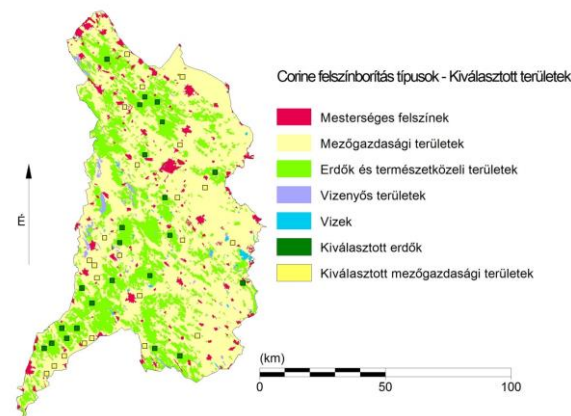 Corine felszínborítás típusok - Kiválasztott területek
Mesterséges felszínek
Mezőgazdasági területek
Erdők és természetközeli területek
Vizenyős területek
Vizek
Kiválasztott erdők
Kiválasztott mezőgazdasági területek
(km)
0 50 100